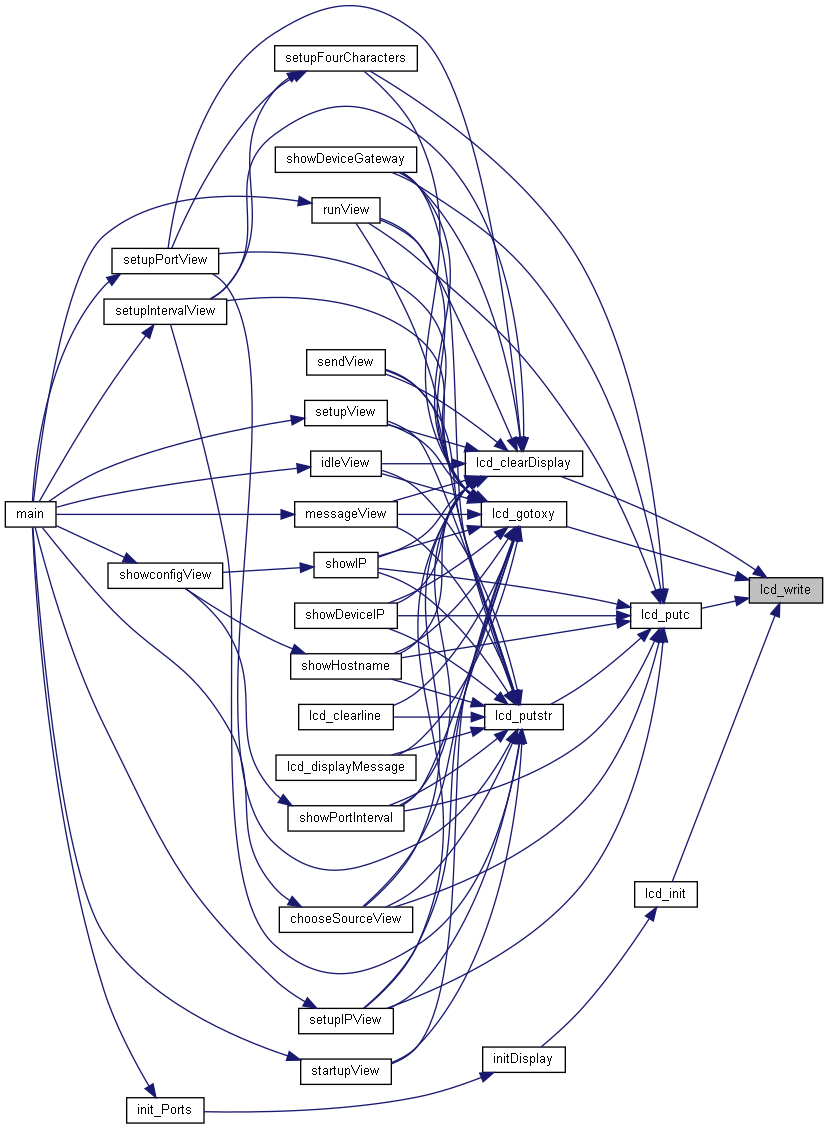 setupFourCharacters
showDeviceGateway
runView
setupPortView
setupIntervalView
sendView
setupView
idleView
lcd_clearDisplay
main
messageView
lcd_gotoxy
showIP
showconfigView
lcd_write
showDeviceIP
lcd_putc
showHostname
lcd_clearline
lcd_putstr
lcd_displayMessage
showPortInterval
lcd_init
chooseSourceView
setupIPView
initDisplay
startupView
init_Ports